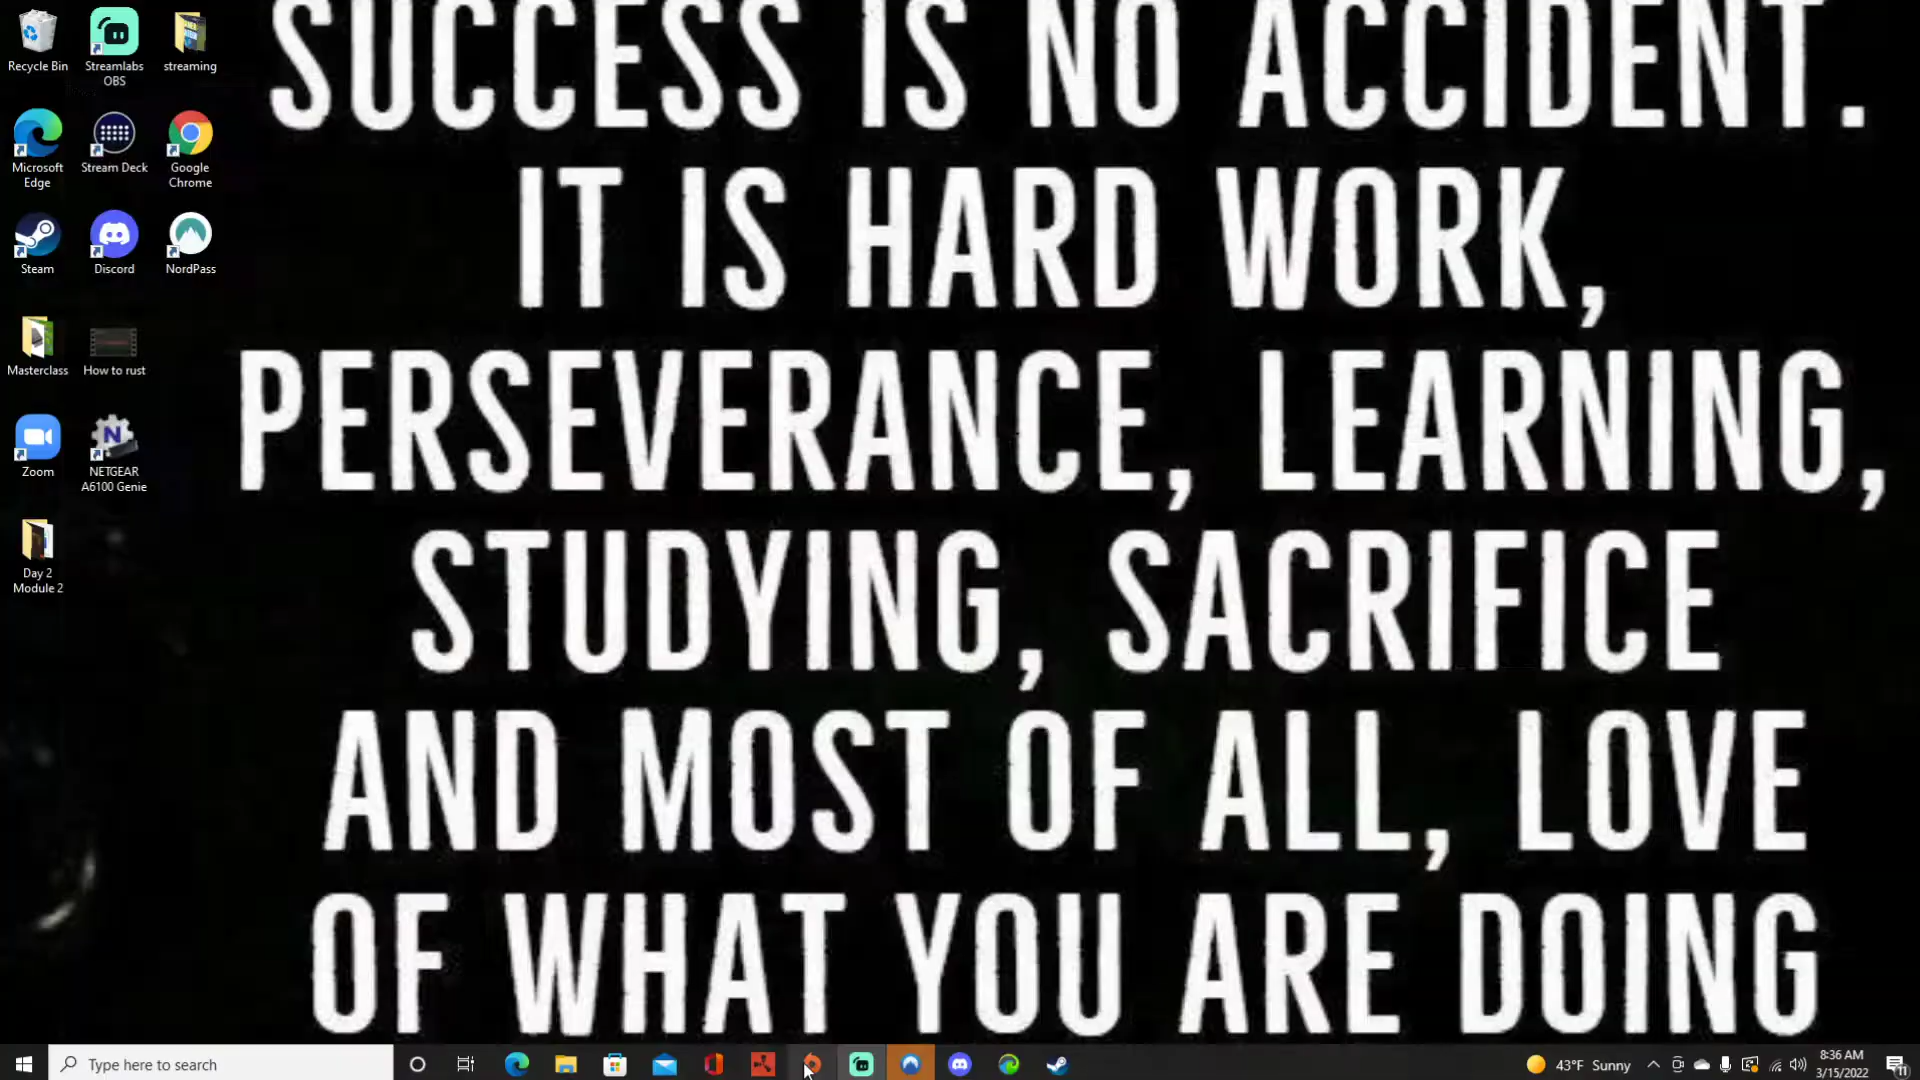 SUCCESS IS NO ACCIDENT.
IT IS HARD WORK,
PERSEVERANCE, LEARNING,
STUDYING, SACRIFICE
AND MOST OF ALL, LOVE
OF WHAT YOU ARE DOING
Recycle Bin
Streamlabs
OBS
streaming
Microsoft
Edge
Stream Deck
Google
Chrome
Steam
Discord
NordPass
Masterclass
How to rust
Zoom
NETGEAR
A6100 Genie
Day 2
Module 2
Type here to search
43°F Sunny
8:36 AM
3/15/2022
11